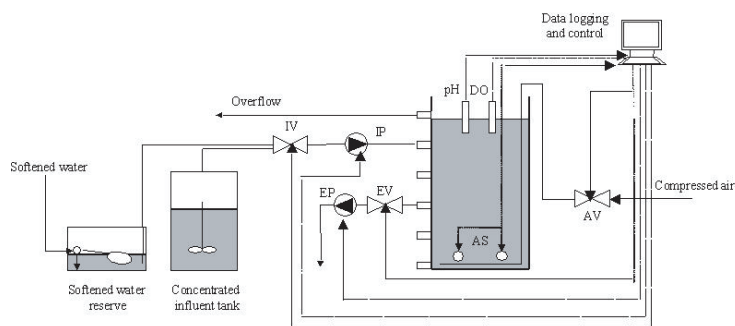 Data logging
and control
pH
DO
Overflow
IV
IP
Softened water
EP
EV
Compressed air
AV
AS
Softened water
reserve
Concentrated
influent tank